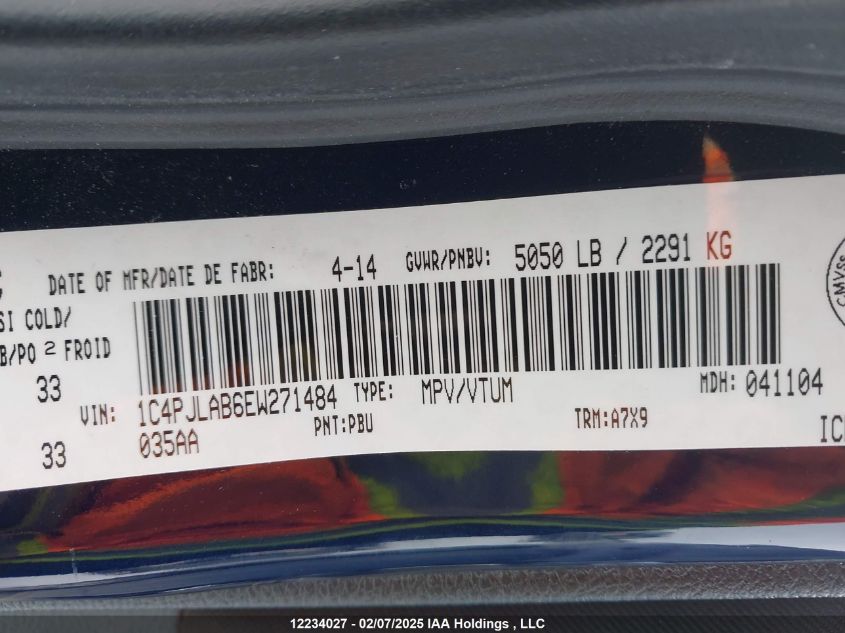 DATE OF MFR/DATE DE FABR: 4-14 GVWR/PNBV: 5050 LB / 2291 KG
SI COLD/
B/PO 2 FROID
33
VIN: 1C4PJLAB6EW271484 TYPE: MPV/VTUM MDH: 041104
035AA PNT:PBU TRM:A7X9
33
12234027 - 02/07/2025 IAA Holdings , LLC